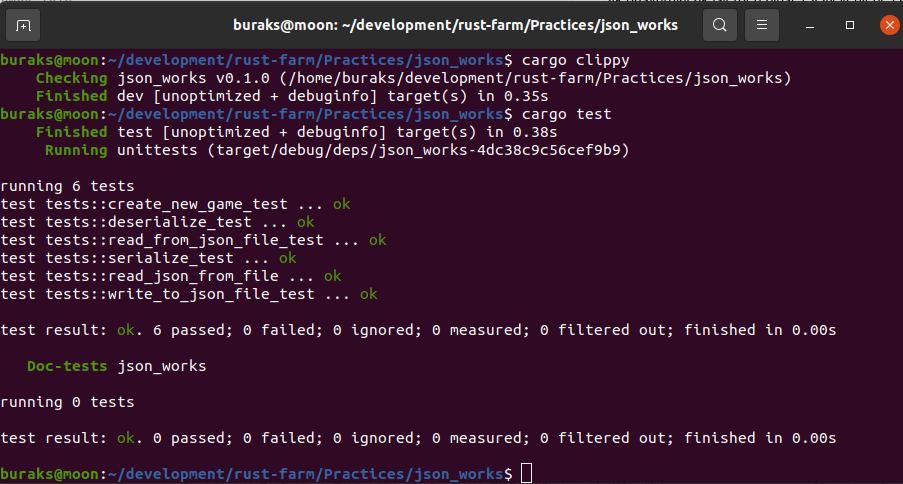 buraks@moon: ~/development/rust-farm/Practices/json_works
buraks@moon:~/development/rust-farm/Practices/json_works$ cargo clippy
    Checking json_works v0.1.0 (/home/buraks/development/rust-farm/Practices/json_works)
    Finished dev [unoptimized + debuginfo] target(s) in 0.35s
buraks@moon:~/development/rust-farm/Practices/json_works$ cargo test
    Finished test [unoptimized + debuginfo] target(s) in 0.38s
     Running unittests (target/debug/deps/json_works-4dc38c9c56cef9b9)
running 6 tests
test tests::create_new_game_test ... ok
test tests::deserialize_test ... ok
test tests::read_from_json_file_test ... ok
test tests::serialize_test ... ok
test tests::read_json_from_file ... ok
test tests::write_to_json_file_test ... ok
test result: ok. 6 passed; 0 failed; 0 ignored; 0 measured; 0 filtered out; finished in 0.00s
   Doc-tests json_works
running 0 tests
test result: ok. 0 passed; 0 failed; 0 ignored; 0 measured; 0 filtered out; finished in 0.00s
buraks@moon:~/development/rust-farm/Practices/json_works$